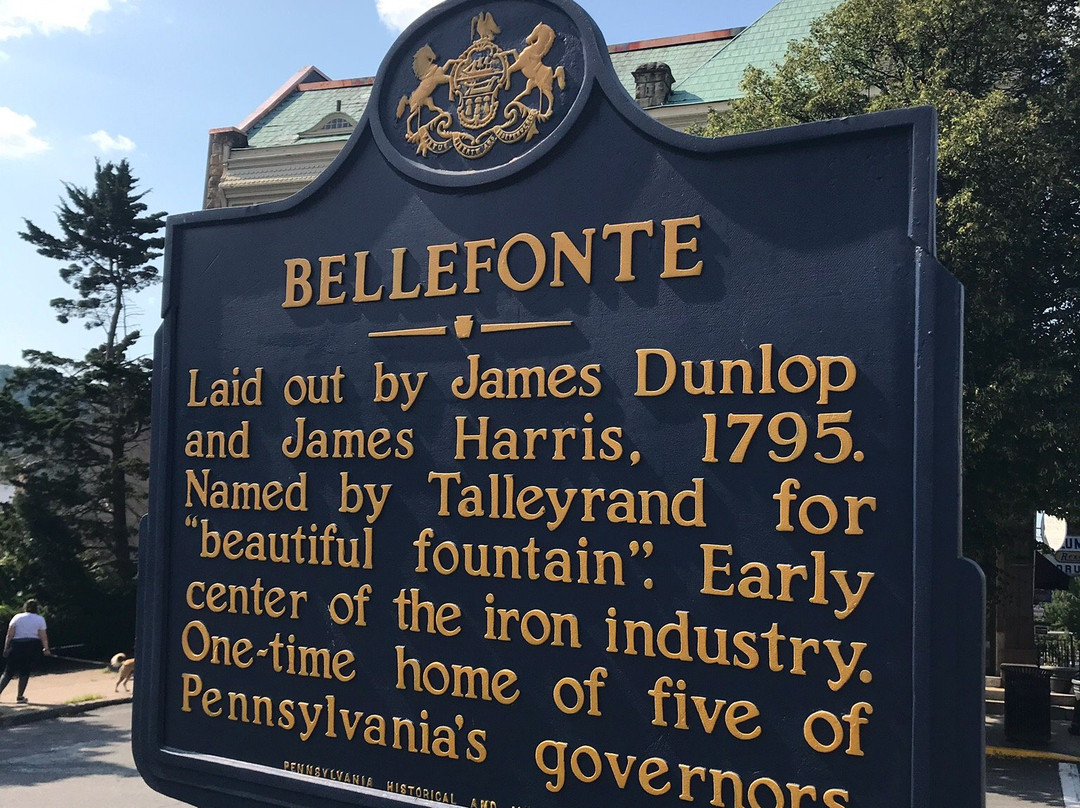 BELLEFONTE
Laid out by James Dunlop
and James Harris, 1795.
Named by Talleyrand for
“beautiful fountain”. Early
center of the iron industry.
One-time home of five of
Pennsylvania's governors
PENNSYLVANIA HISTORICAL AND